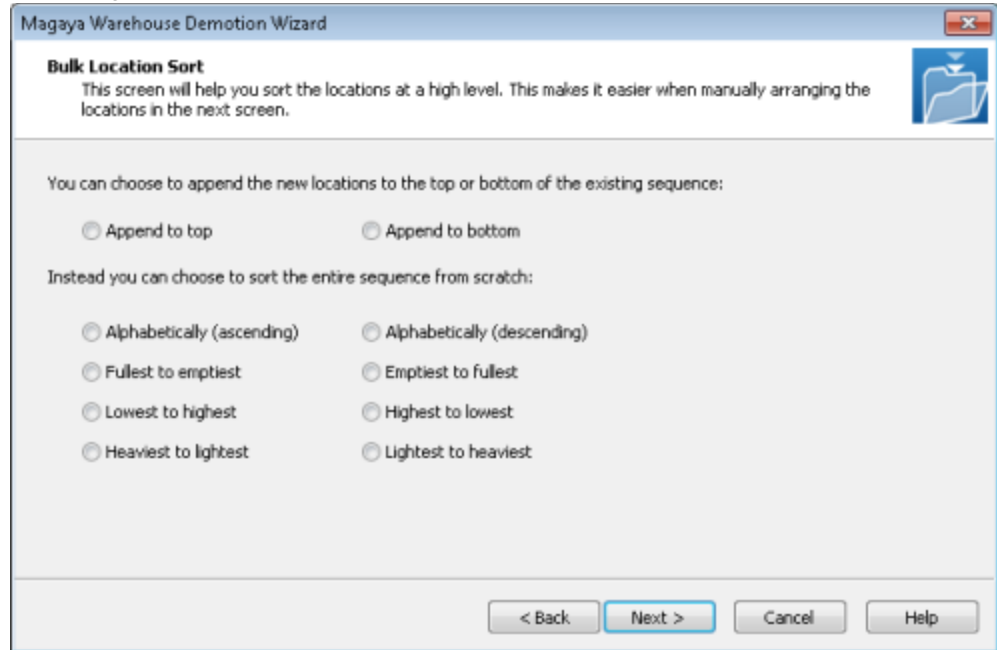 Magaya Warehouse Demotion Wizard
Bulk Location Sort
This screen will help you sort the locations at a high level. This makes it easier when manually arranging the
locations in the next screen.
You can choose to append the new locations to the top or bottom of the existing sequence:
Append to top Append to bottom
Instead you can choose to sort the entire sequence from scratch:
Alphabetically (ascending) Alphabetically (descending)
Fullest to emptiest Emptiest to fullest
Lowest to highest Highest to lowest
Heaviest to lightest Lightest to heaviest
< Back Next > Cancel Help